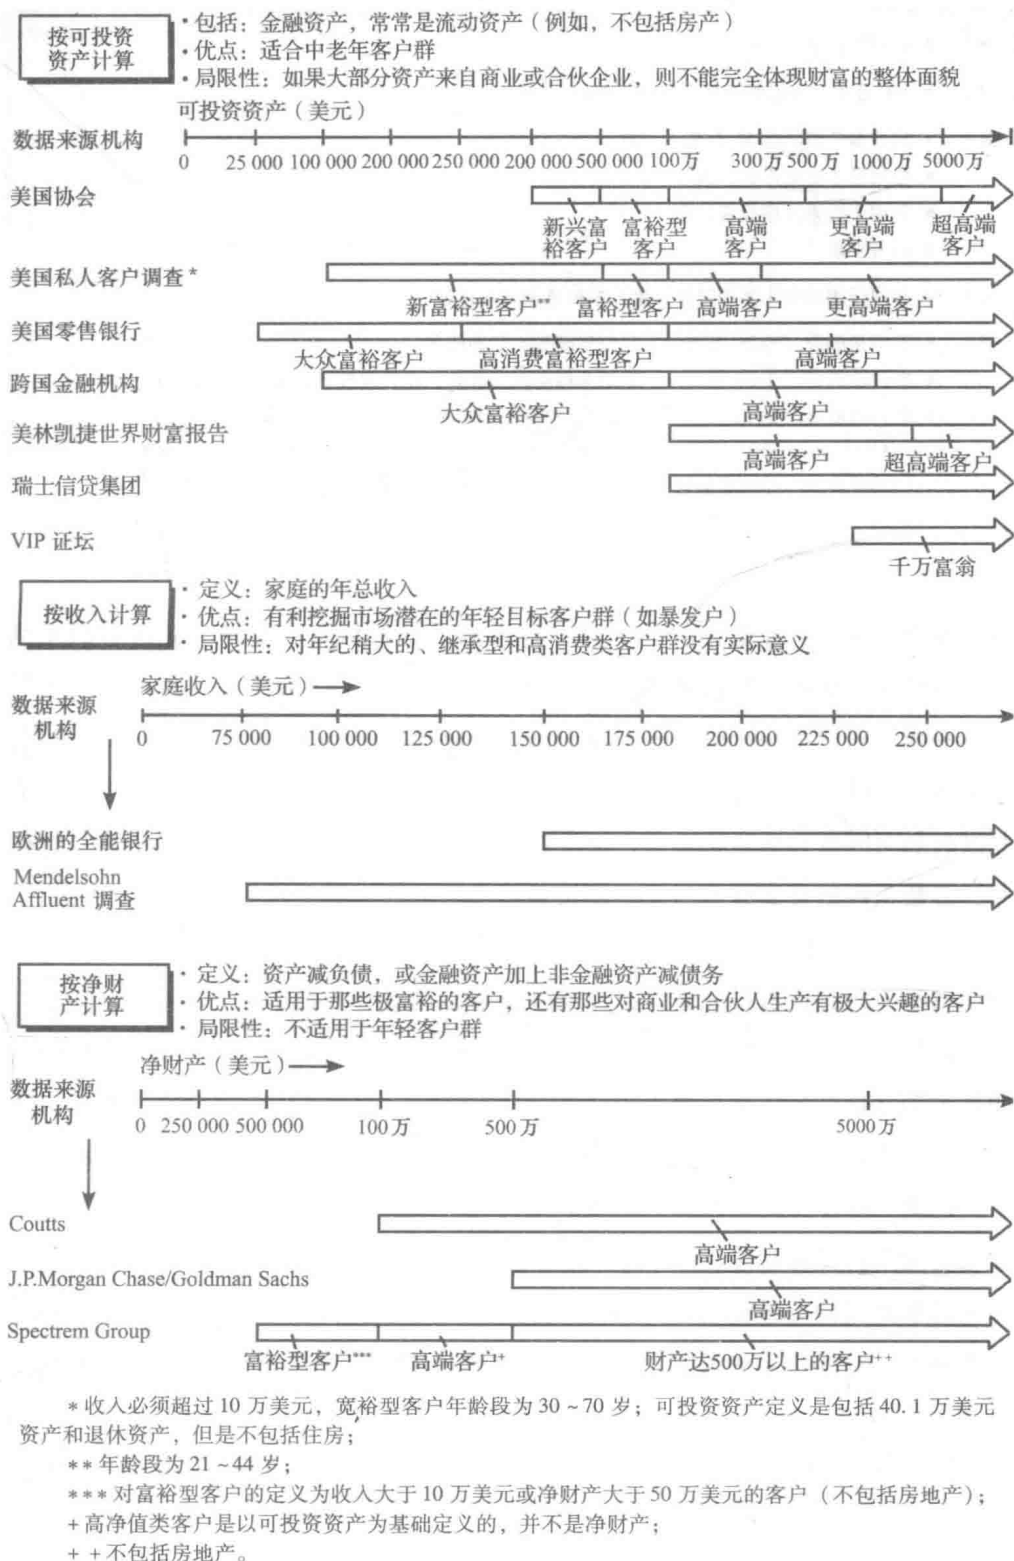 按可投资
资产计算
· 包括：金融资产，常常是流动资产（例如，不包括房产）
· 优点：适合中老年客户群
· 局限性：如果大部分资产来自商业或合伙企业，则不能完全体现财富的整体面貌
可投资资产（美元）
数据来源机构
0 25 000 100 000 200 000 250 000 200 000 500 000 100万 300万 500万 1000万 5000万
美国协会
新兴富裕客户 富裕型客户 高端客户 更高端客户 超高端客户
美国私人客户调查*
新富裕型客户** 富裕型客户 高端客户 更高端客户
美国零售银行
大众富裕客户 高消费富裕型客户 高端客户
跨国金融机构
大众富裕客户 高端客户
美林凯捷世界财富报告
高端客户 超高端客户
瑞士信贷集团
VIP 证坛
千万富翁
按收入计算
· 定义：家庭的年总收入
· 优点：有利挖掘市场潜在的年轻目标客户群（如暴发户）
· 局限性：对年纪稍大的、继承型和高消费类客户群没有实际意义
家庭收入（美元）
数据来源
机构
0 75 000 100 000 125 000 150 000 175 000 200 000 225 000 250 000
欧洲的全能银行
Mendelsohn
Affluent 调查
按净财
产计算
· 定义：资产减负债，或金融资产加上非金融资产减债务
· 优点：适用于那些极富裕的客户，还有那些对商业和合伙人生产有极大兴趣的客户
· 局限性：不适用于年轻客户群
净财产（美元）
数据来源
机构
0 250 000 500 000 100万 500万 5000万
Coutts
高端客户
J.P.Morgan Chase/Goldman Sachs
高端客户
Spectrem Group
富裕型客户*** 高端客户+ 财产达500万以上的客户++
* 收入必须超过 10 万美元，宽裕型客户年龄段为 30 ~ 70 岁；可投资资产定义是包括 40. 1 万美元
资产和退休资产，但是不包括住房；
* * 年龄段为 21 ~ 44 岁；
* * * 对富裕型客户的定义为收入大于 10 万美元或净财产大于 50 万美元的客户（不包括房地产）；
+ 高净值类客户是以可投资资产为基础定义的，并不是净财产；
+ + 不包括房地产。